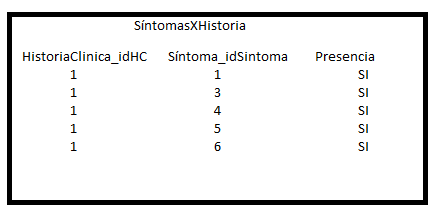 SíntomasXHistoria
HistoriaClinica_idHC Síntoma_idSintoma Presencia
1 1 SI
1 3 SI
1 4 SI
1 5 SI
1 6 SI